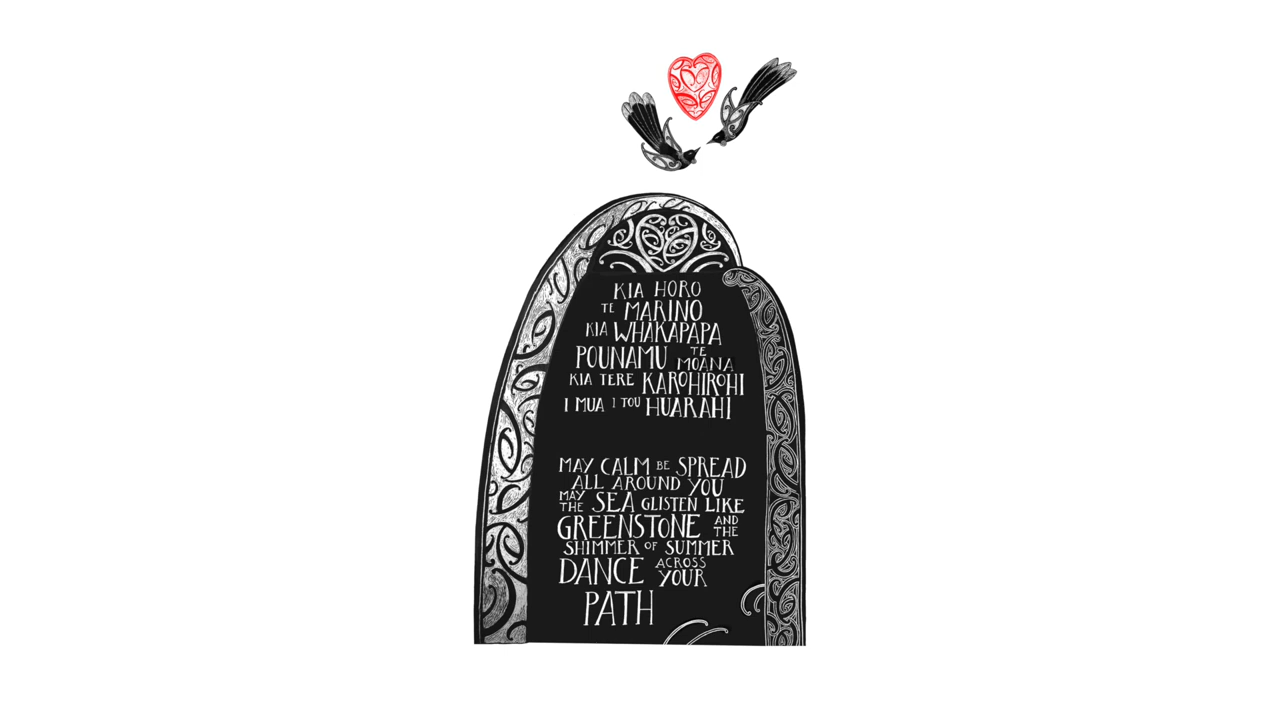 KIA HORO
TE MARINO
KIA WHAKAPAPA
POUNAMU TE MOANA
KIA TERE KAROHIROHI
I MUA I TOU HUARAHI
MAY CALM BE SPREAD
ALL AROUND YOU
MAY THE SEA GLISTEN LIKE
GREENSTONE AND THE
SHIMMER OF SUMMER
DANCE ACROSS YOUR
PATH